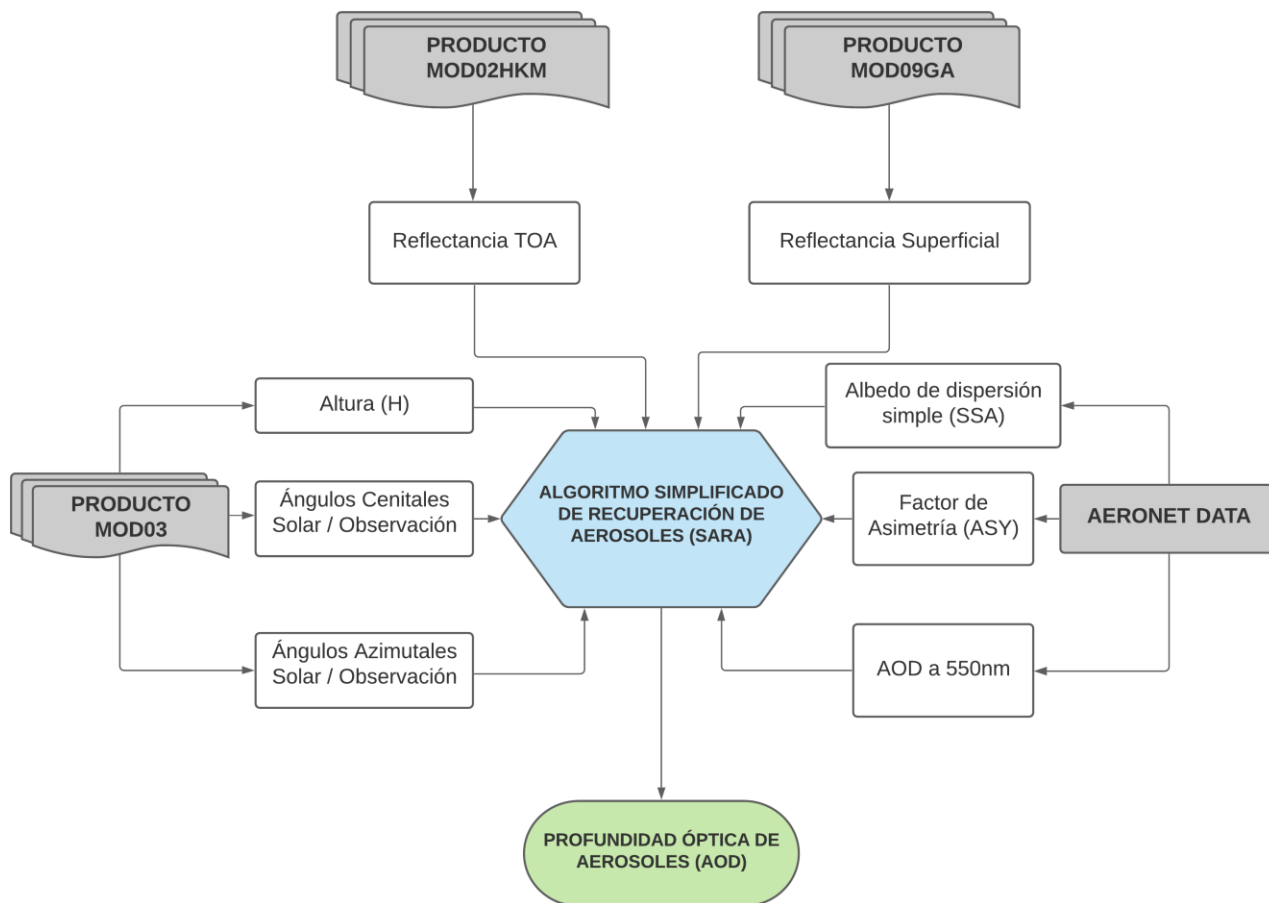 PRODUCTO
MOD02HKM
PRODUCTO
MOD09GA
Reflectancia TOA
Reflectancia Superficial
Altura (H)
Albedo de dispersión
simple (SSA)
PRODUCTO
MOD03
Ángulos Cenitales
Solar / Observación
ALGORITMO SIMPLIFICADO
DE RECUPERACIÓN DE
AEROSOLES (SARA)
Factor de
Asimetría (ASY)
AERONET DATA
Ángulos Azimutales
Solar / Observación
AOD a 550nm
PROFUNDIDAD ÓPTICA DE
AEROSOLES (AOD)